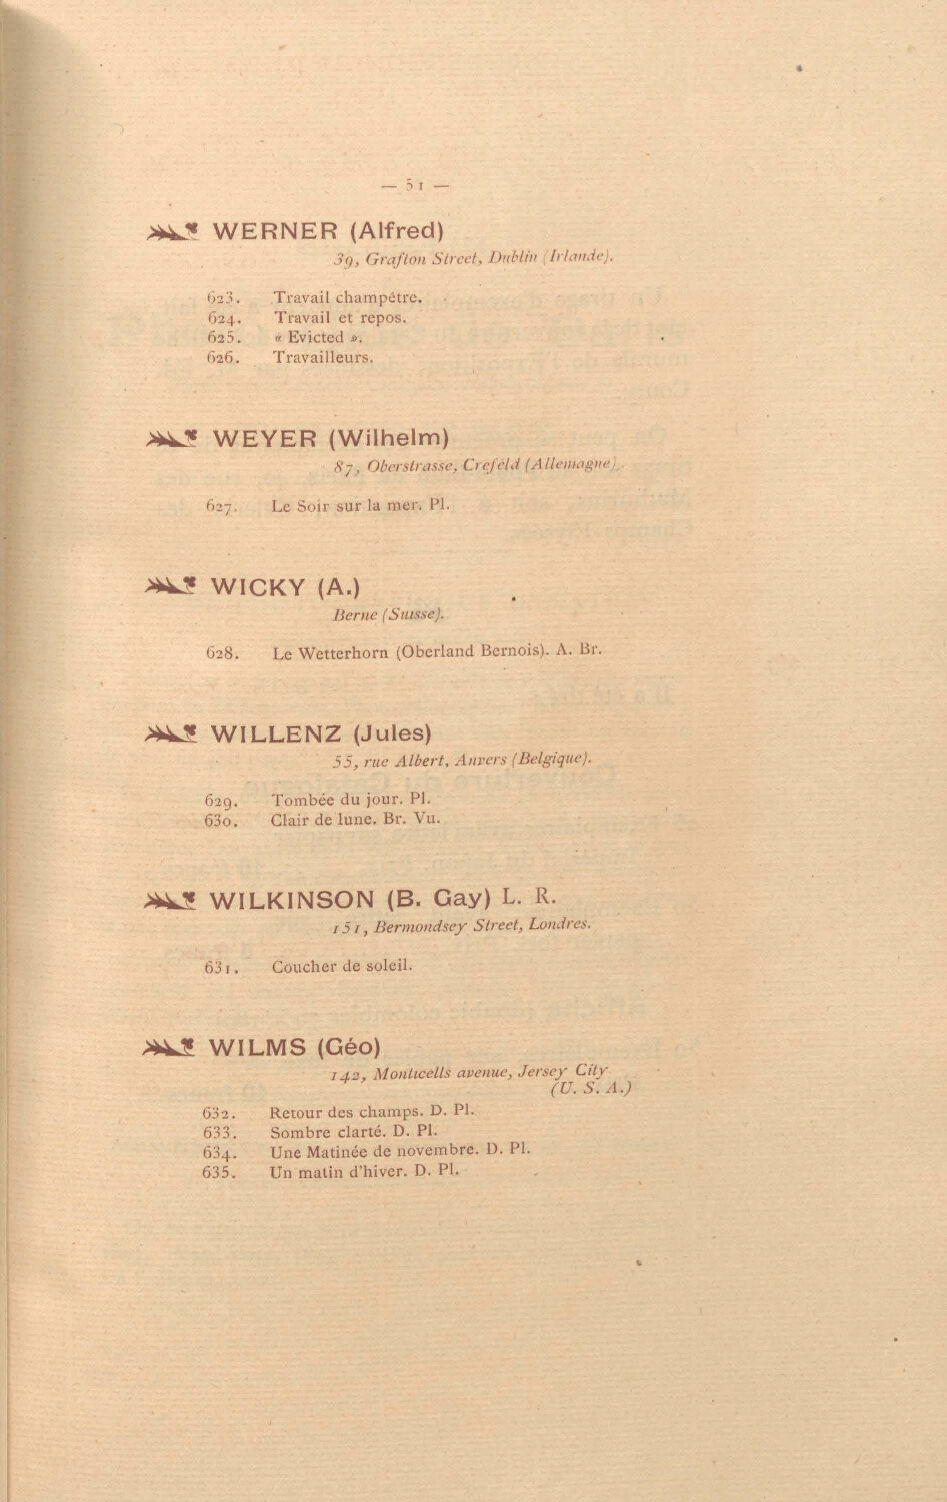 — 51 —
WERNER (Alfred)
39, Grafton Street, Dublin (Irlande).
623. Travail champêtre.
624. Travail et repos.
625. « Evicted ».
626. Travailleurs.
WEYER (Wilhelm)
87, Oberstrasse, Crefeld (Allemagne).
627. Le Soir sur la mer. Pl.
WICKY (A.)
Berne (Suisse).
628. Le Wetterhorn (Oberland Bernois). A. Br.
WILLENZ (Jules)
55, rue Albert, Anvers (Belgique).
629. Tombée du jour. Pl.
630. Clair de lune. Br. Vu.
WILKINSON (B. Gay) L. R.
151, Bermondsey Street, Londres.
631. Coucher de soleil.
WILMS (Géo)
142, Monticells avenue, Jersey City
(U. S. A.)
632. Retour des champs. D. Pl.
633. Sombre clarté. D. Pl.
634. Une Matinée de novembre. D. Pl.
635. Un matin d'hiver. D. Pl.